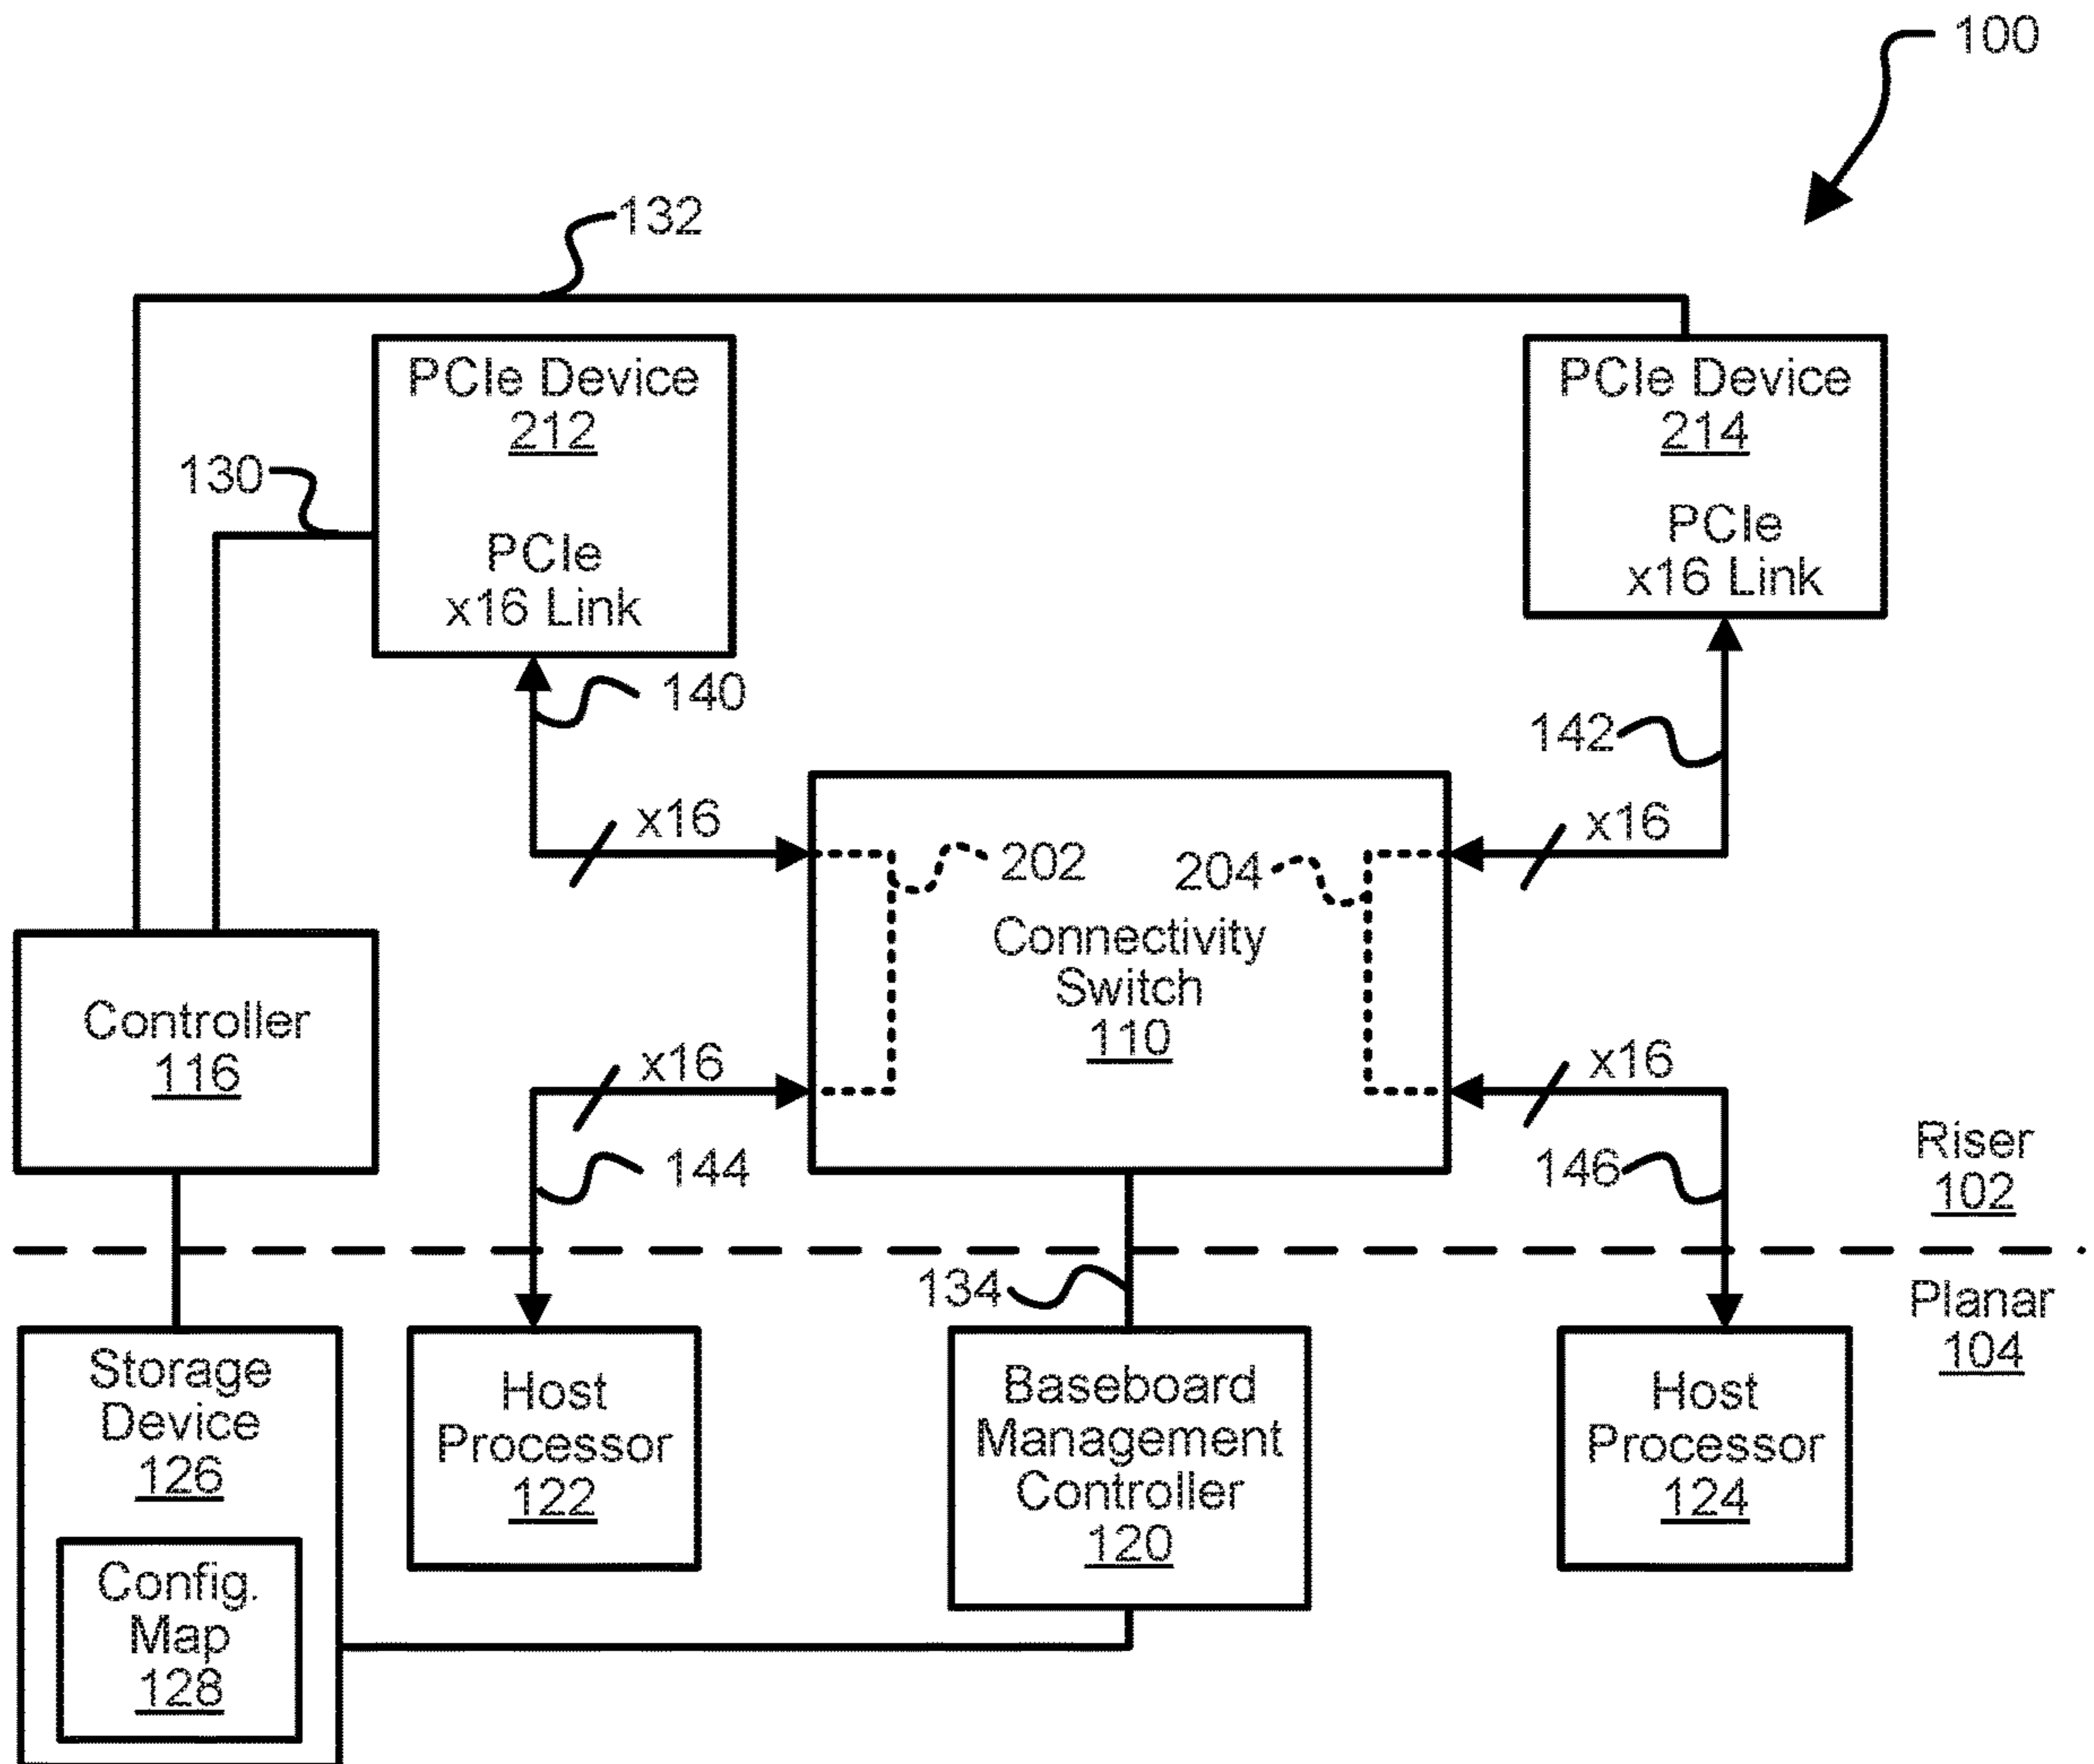 100
132
PCIe Device
212
PCIe
x16 Link
PCIe Device
214
PCIe
x16 Link
130
140
142
x16
x16
202
204
Connectivity
Switch
110
Controller
116
x16
x16
144
146
Riser
102
134
Planar
104
Storage
Device
126
Config.
Map
128
Host
Processor
122
Baseboard
Management
Controller
120
Host
Processor
124